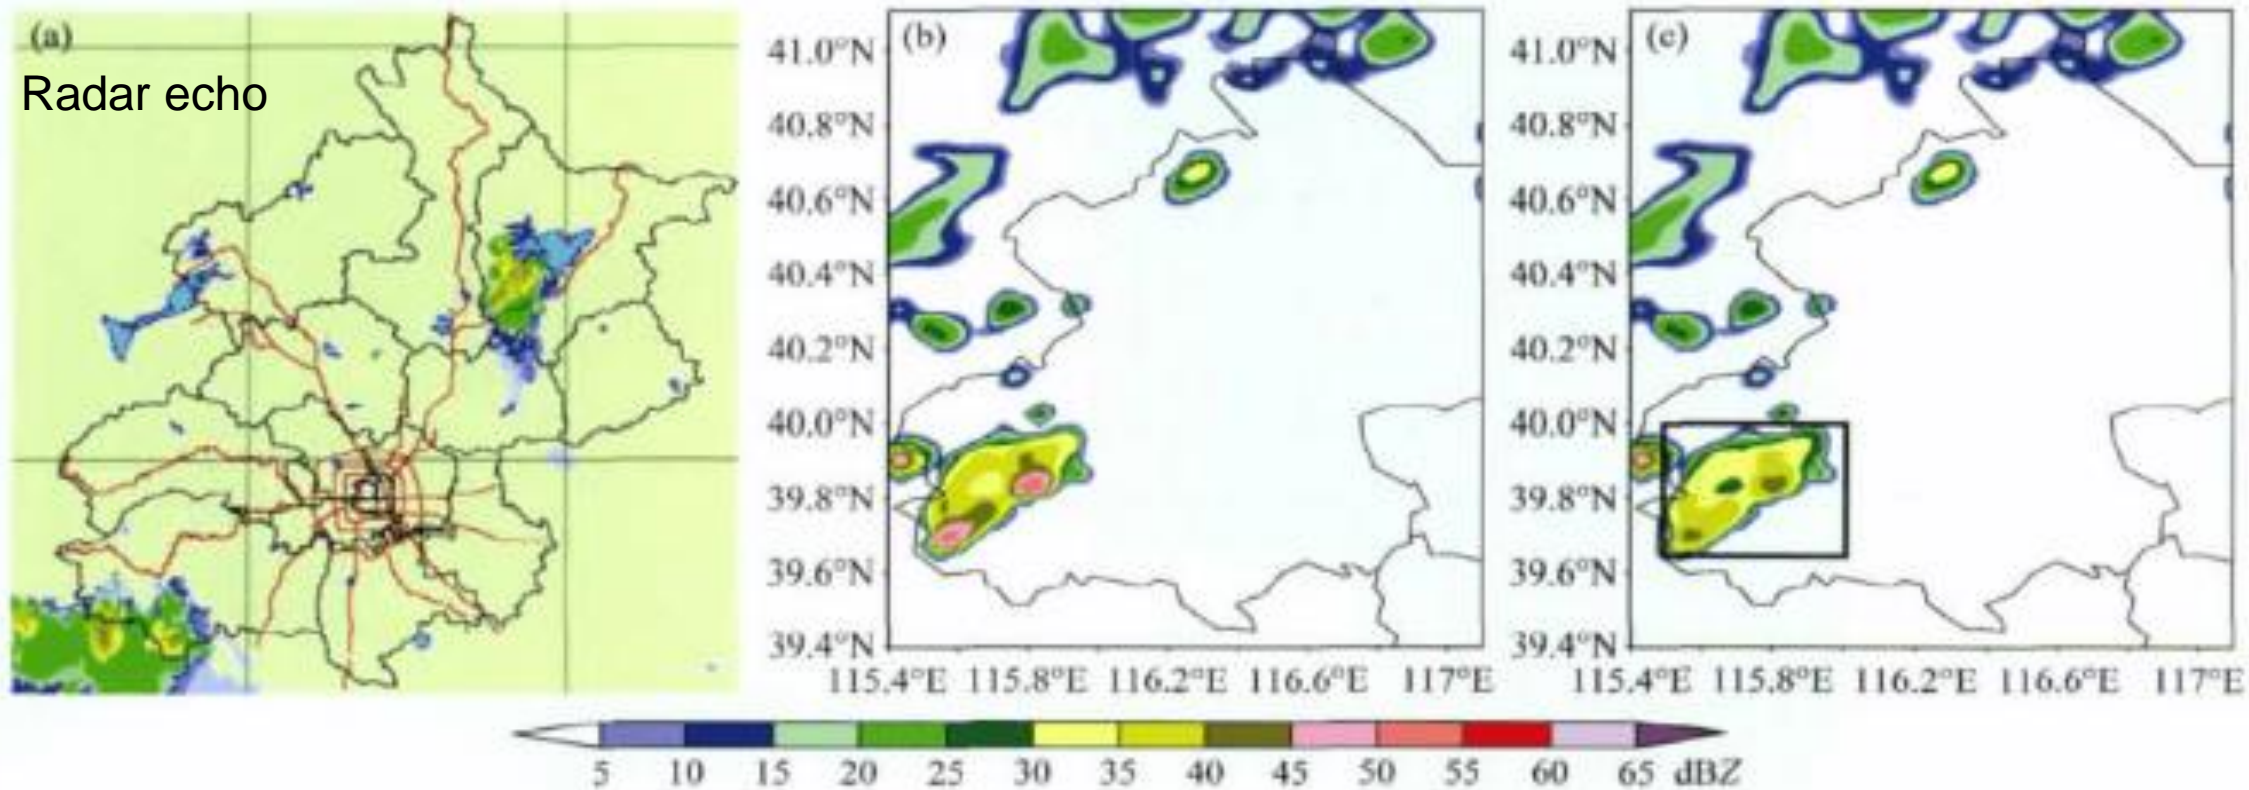 (a)
Radar echo
(b)
41.0°N
40.8°N
40.6°N
40.4°N
40.2°N
40.0°N
39.8°N
39.6°N
39.4°N
115.4°E 115.8°E 116.2°E 116.6°E 117°E
(c)
41.0°N
40.8°N
40.6°N
40.4°N
40.2°N
40.0°N
39.8°N
39.6°N
39.4°N
115.4°E 115.8°E 116.2°E 116.6°E 117°E
5 10 15 20 25 30 35 40 45 50 55 60 65 dBZ